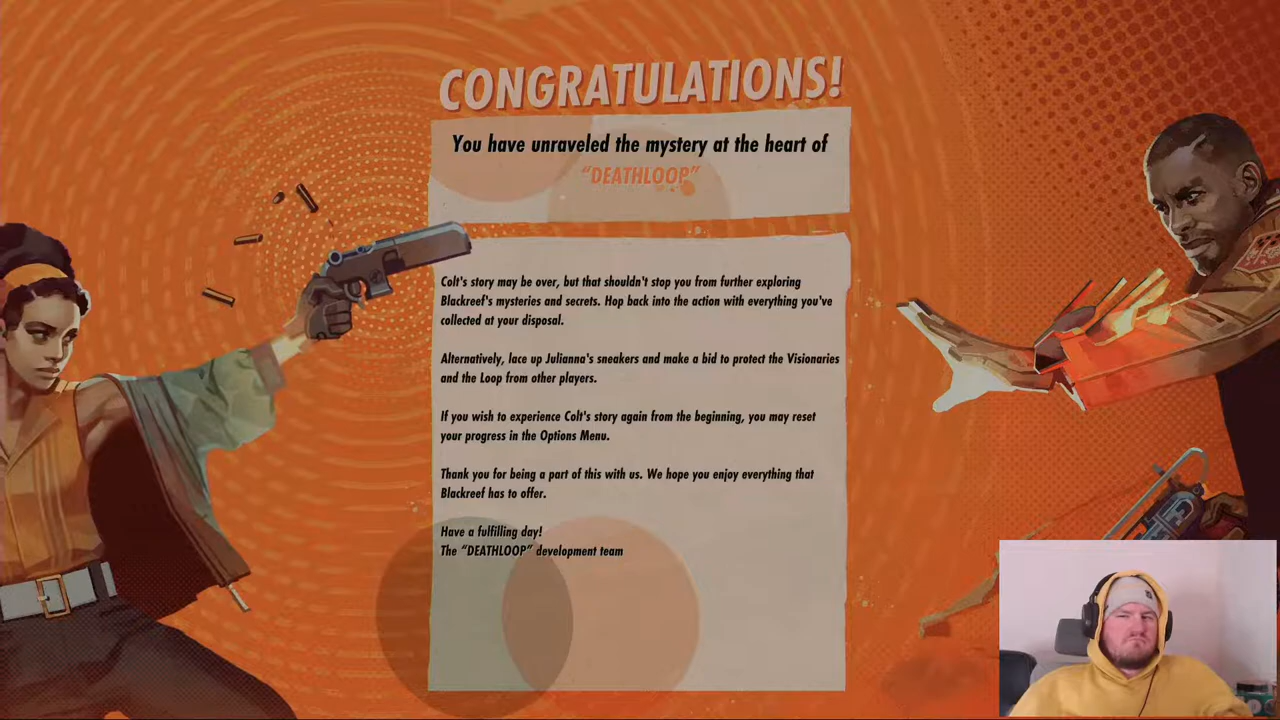 CONGRATULATIONS!
You have unraveled the mystery at the heart of
“DEATHLOOP”
Colt's story may be over, but that shouldn't stop you from further exploring
Blackreef's mysteries and secrets. Hop back into the action with everything you've
collected at your disposal.
Alternatively, lace up Julianna's sneakers and make a bid to protect the Visionaries
and the Loop from other players.
If you wish to experience Colt's story again from the beginning, you may reset
your progress in the Options Menu.
Thank you for being a part of this with us. We hope you enjoy everything that
Blackreef has to offer.
Have a fulfilling day!
The “DEATHLOOP” development team